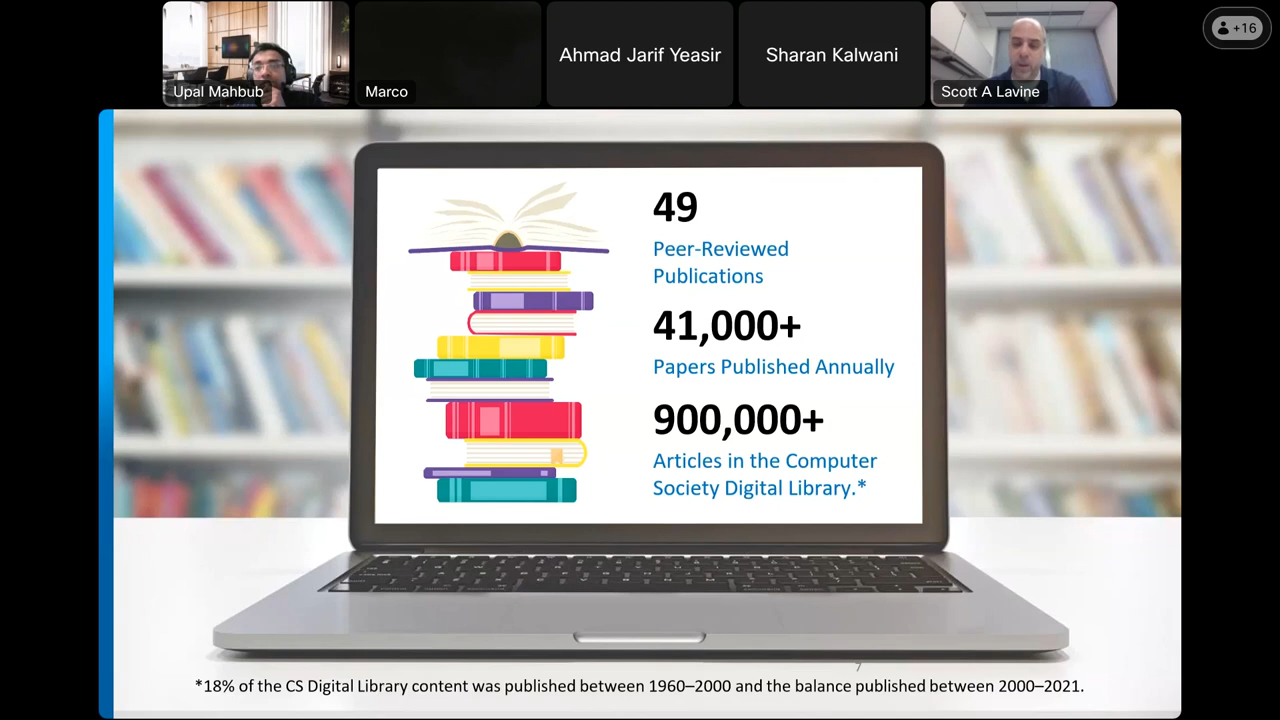 Upal Mahbub
Marco
Ahmad Jarif Yeasir
Sharan Kalwani
Scott A Lavine
+16
49
Peer-Reviewed
Publications
41,000+
Papers Published Annually
900,000+
Articles in the Computer
Society Digital Library.*
7
*18% of the CS Digital Library content was published between 1960–2000 and the balance published between 2000–2021.